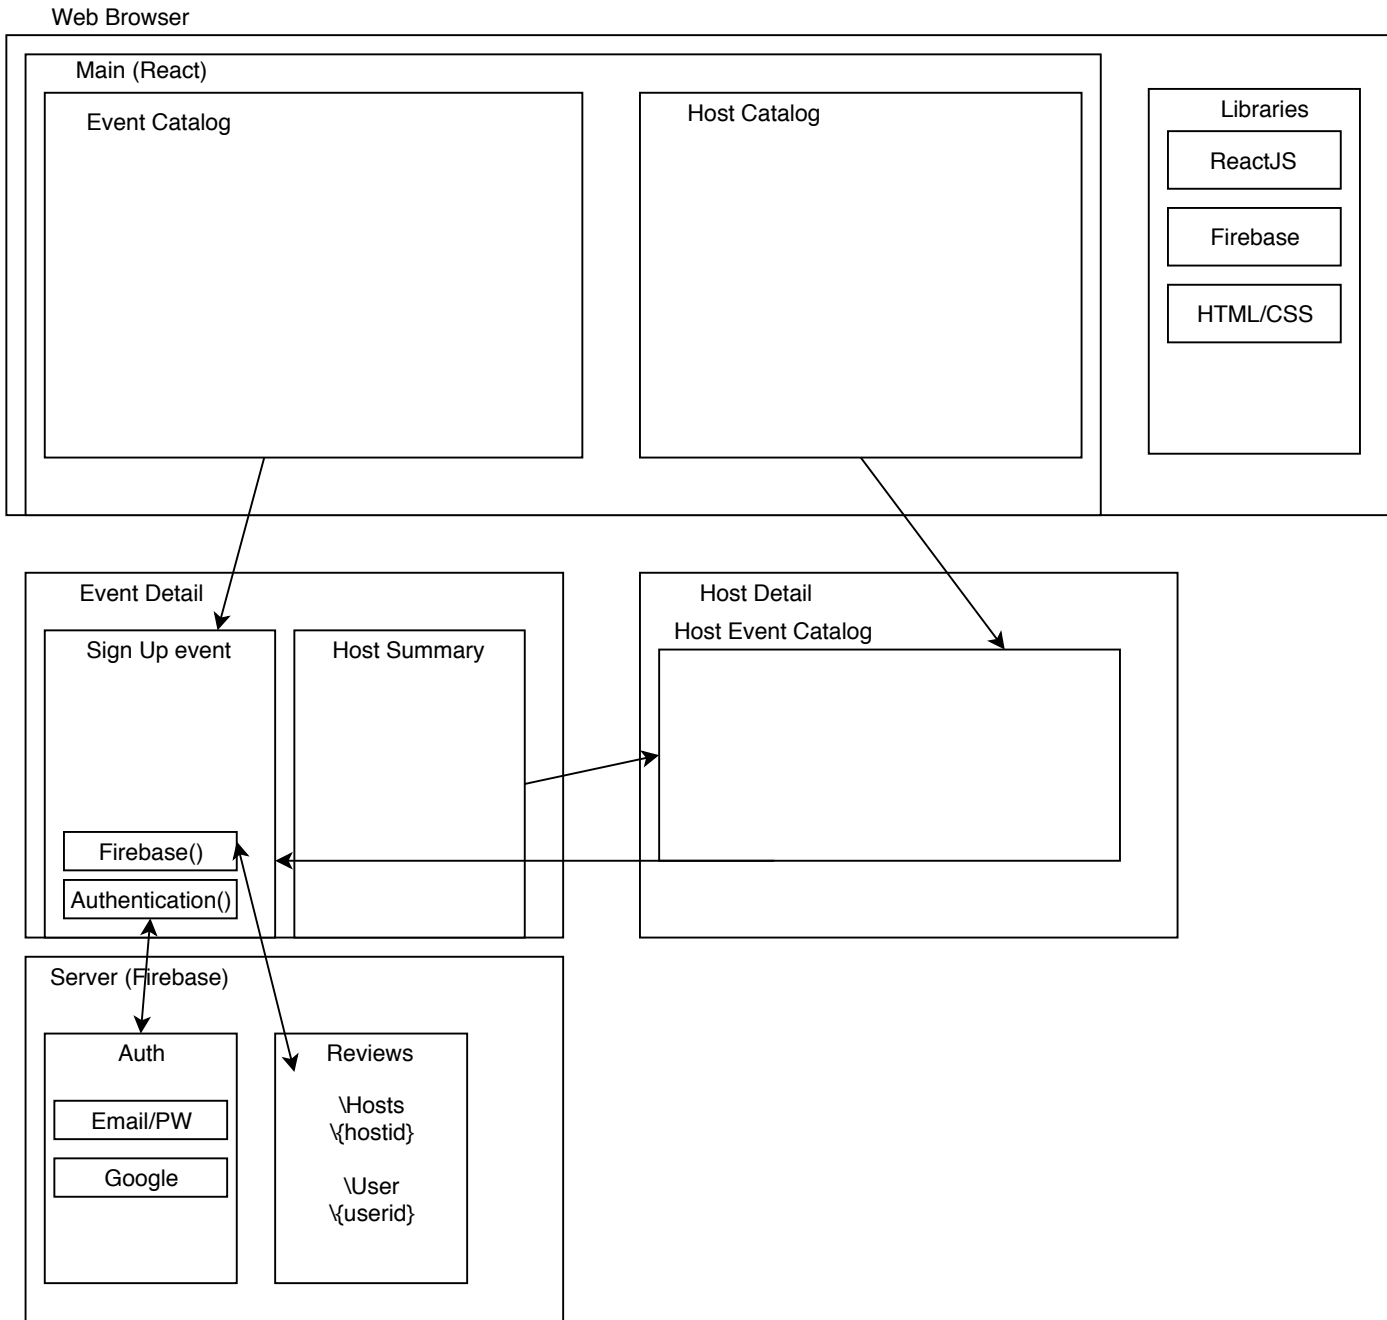 Web Browser
Main (React)
Event Catalog
Host Catalog
Libraries
ReactJS
Firebase
HTML/CSS
Event Detail
Sign Up event
Host Summary
Firebase()
Authentication()
Host Detail
Host Event Catalog
Server (Firebase)
Auth
Email/PW
Google
Reviews
\Hosts
\{hostid}
\User
\{userid}